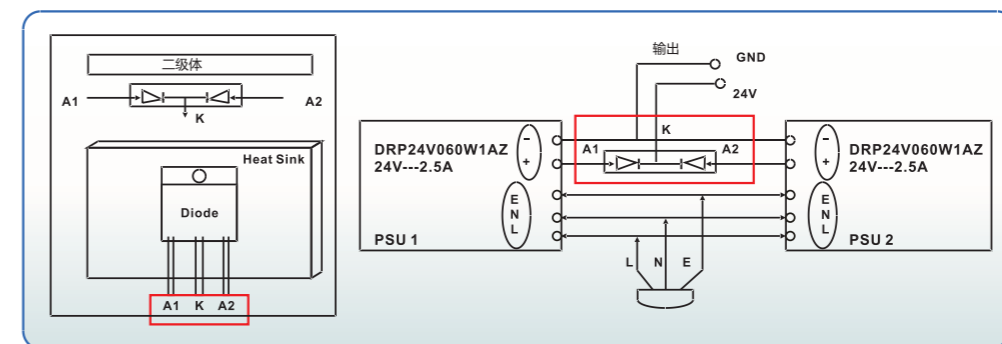 二级体
A1
A2
K
Heat Sink
Diode
A1 K A2
输出
GND
24V
DRP24V060W1AZ
24V---2.5A
PSU 1
-
+
E
N
L
K
A1
A2
-
+
E
N
L
DRP24V060W1AZ
24V---2.5A
PSU 2
L N E